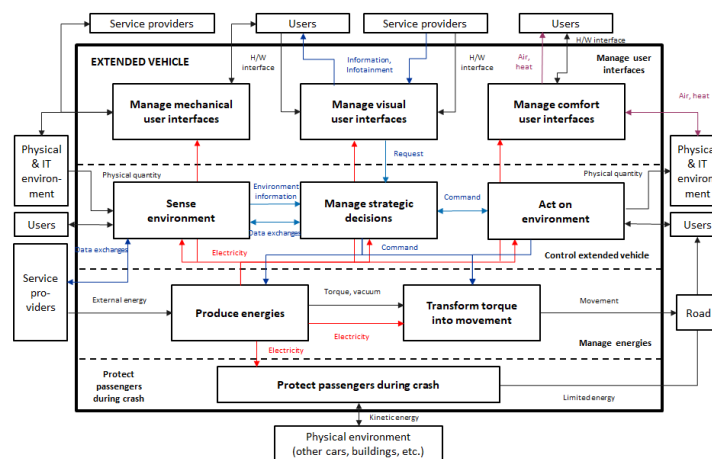 Service providers
Users
Service providers
Users
EXTENDED VEHICLE
H/W
interface
Information,
Infotainment
H/W
interface
Air,
heat
H/W interface
Manage user
interfaces
Manage mechanical
user interfaces
Manage visual
user interfaces
Manage comfort
user interfaces
Air, heat
Physical
& IT
environ-
ment
Request
Physical
& IT
environ-
ment
Physical quantity
Physical quantity
Sense
environment
Environment
information
Manage strategic
decisions
Command
Act on
environment
Users
Users
Data exchanges
Data exchanges
Electricity
Command
Control extended vehicle
Service
pro-
viders
External energy
Produce energies
Torque, vacuum
Electricity
Transform torque
into movement
Movement
Road
Manage energies
Electricity
Protect
passengers
during crash
Protect passengers during crash
Limited energy
Kinetic energy
Physical environment
(other cars, buildings, etc.)